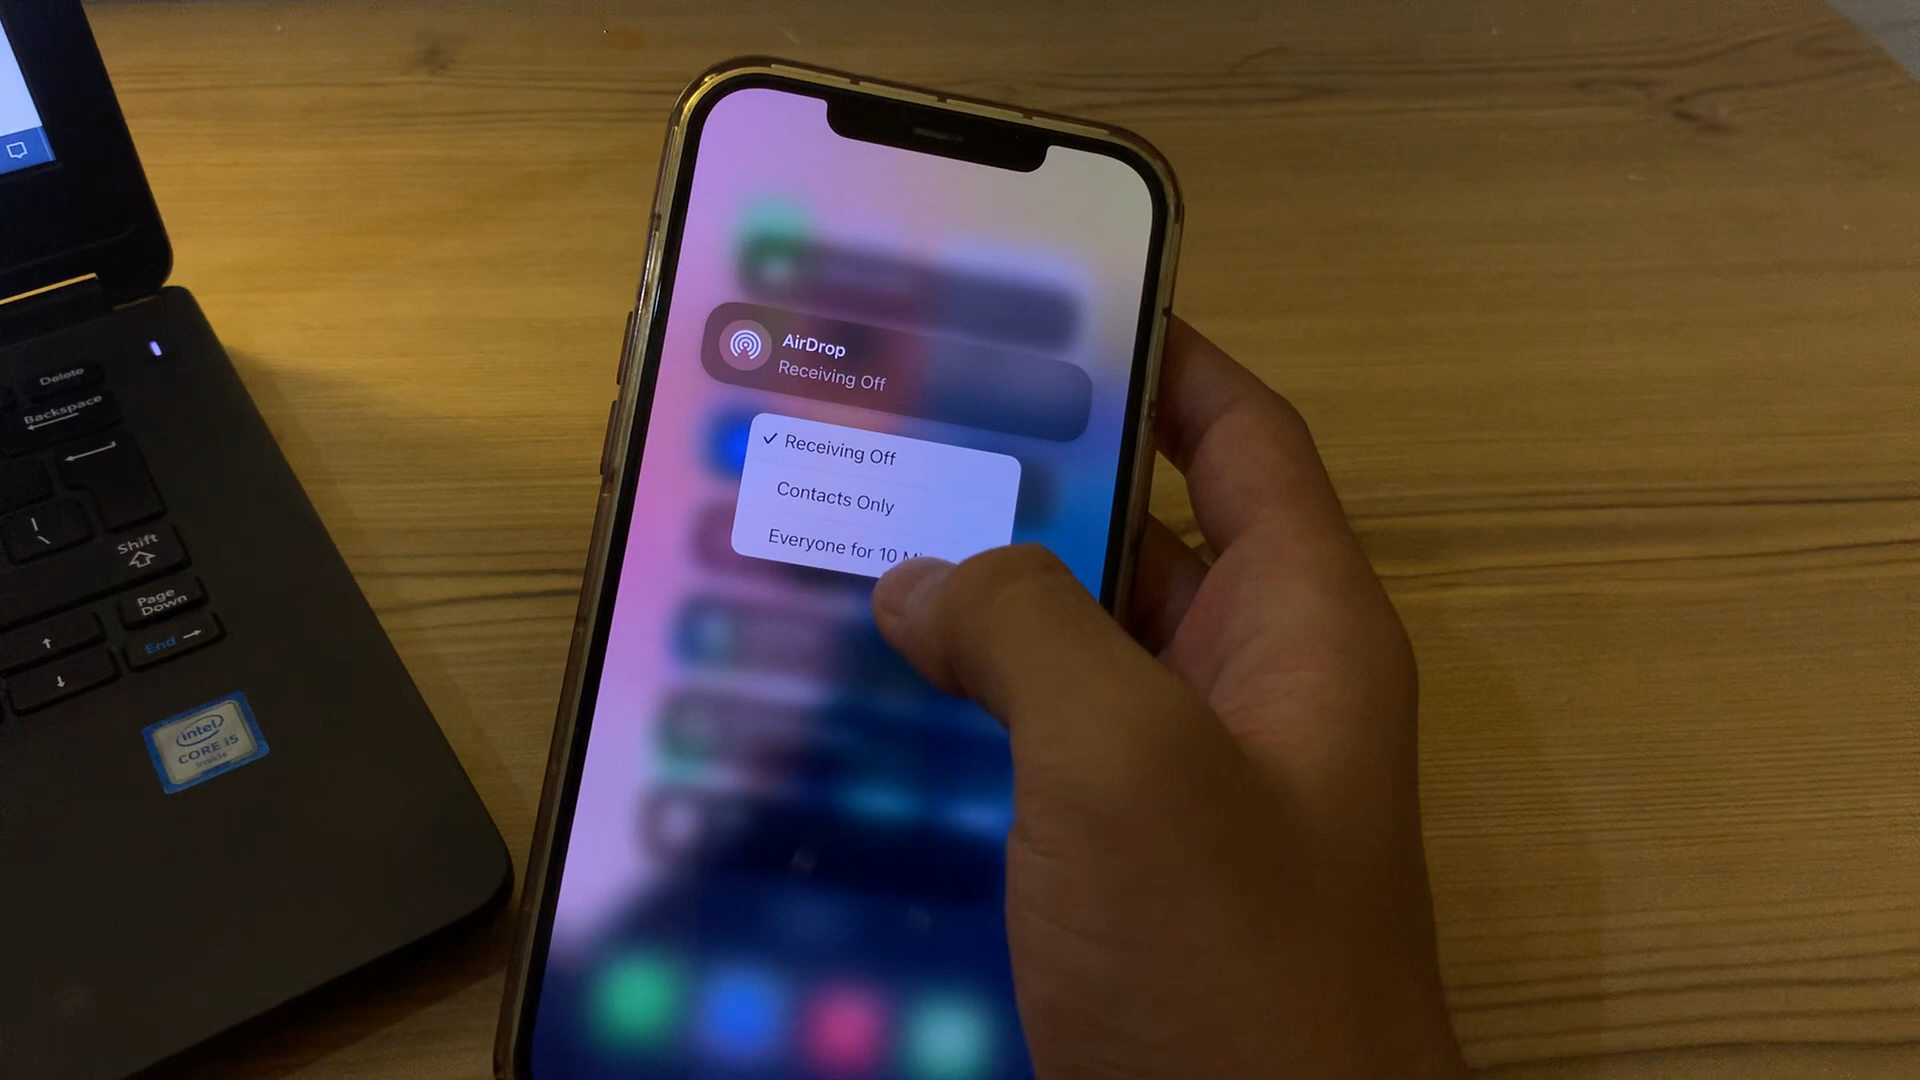 AirDrop
Receiving Off
✓ Receiving Off
Contacts Only
Everyone for 10
Delete
Backspace
Shift
Page
Down
End
intel
CORE i5
inside